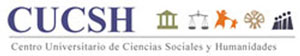 CUCSH
Centro Universitario de Ciencias Sociales y Humanidades